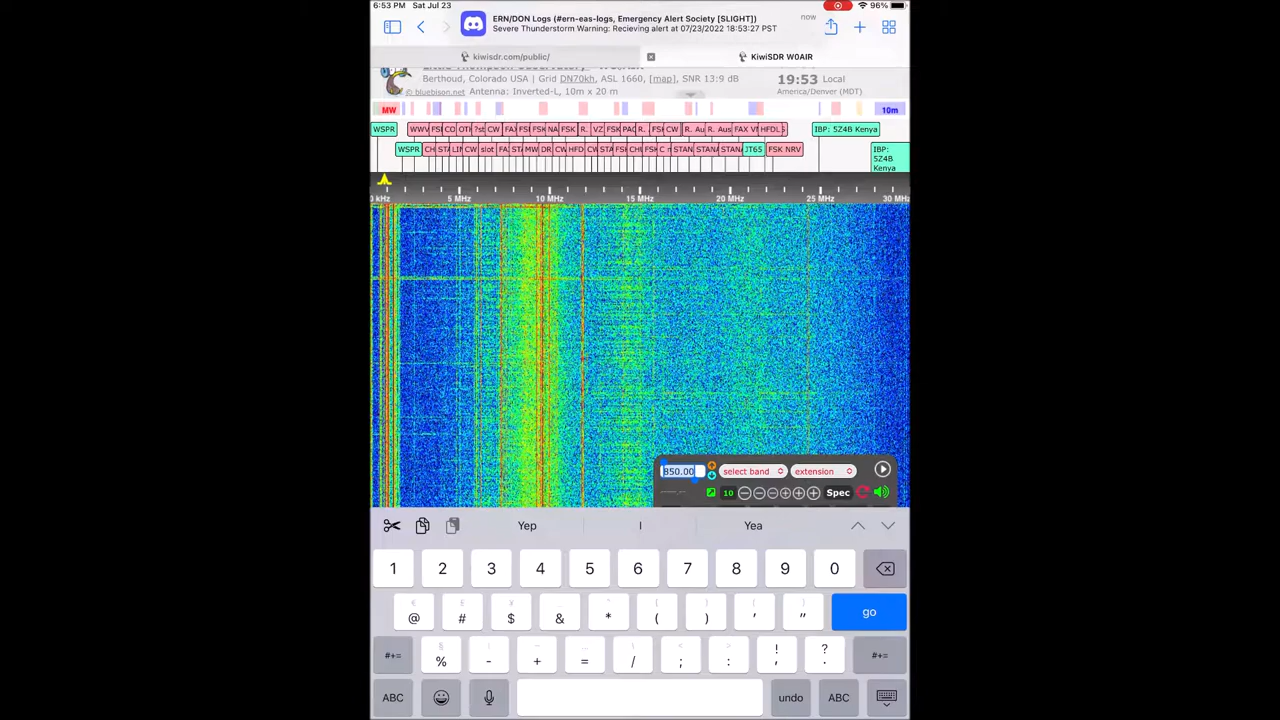 6:53 PM Sat Jul 23
96%
ERN/DON Logs (#ern-eas-logs, Emergency Alert Society [SLIGHT])
now
Severe Thunderstorm Warning: Recieving alert at 07/23/2022 18:53:27 PST
kiwisdr.com/public/
KiwiSDR W0AIR
Berthoud, Colorado USA | Grid DN70kh, ASL 1660, [map], SNR 13:9 dB
19:53 Local
© bluebison.net
Antenna: Inverted-L, 10m x 20 m
America/Denver (MDT)
MW
10m
WSPR
IBP: 5Z4B Kenya
WSPR
JT65
FSK NRV
IBP:
5Z4B
Kenya
0 kHz
5 MHz
10 MHz
15 MHz
20 MHz
25 MHz
30 MHz
850.00
select band
extension
10
Spec
Yep
I
Yea
1 2 3 4 5 6 7 8 9 0
@ # $ & * ( ) ' "
go
#+=
% - + = / ; : ! ?
, .
#+=
ABC
undo
ABC